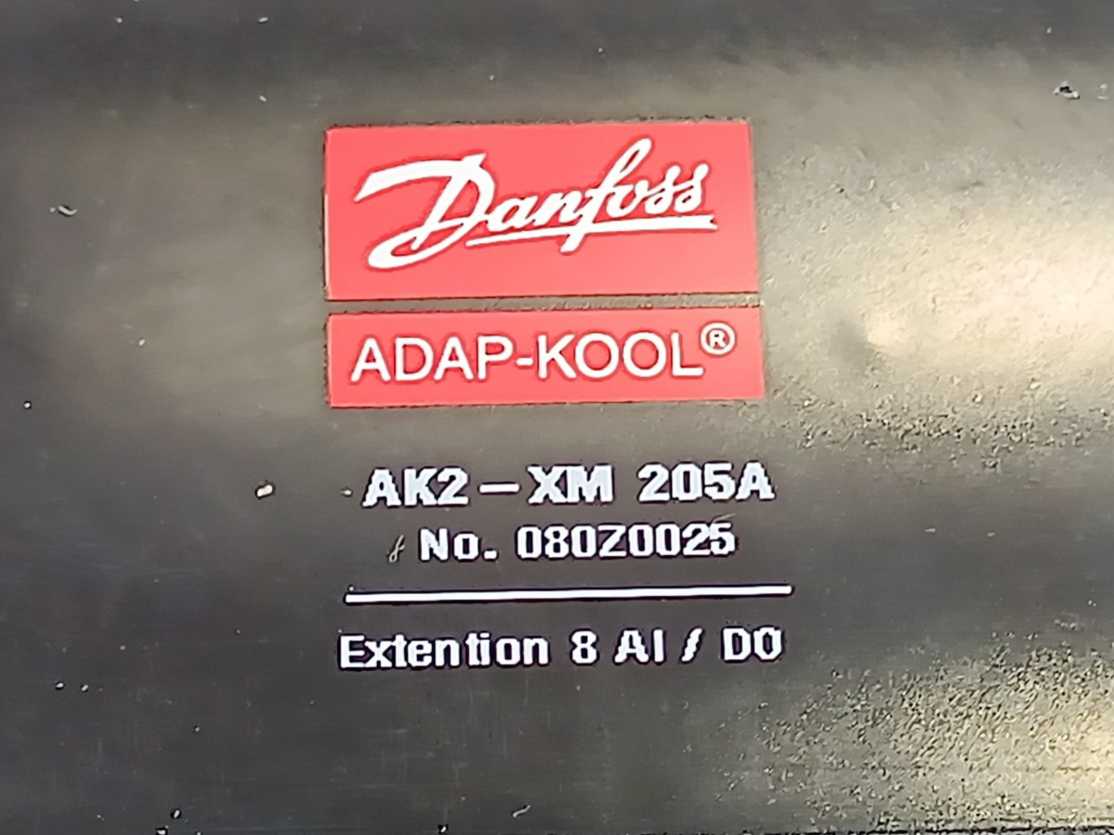 Danfoss
ADAP-KOOL®
AK2-XM 205A
No. 080Z0025
Extention 8 AI / DO